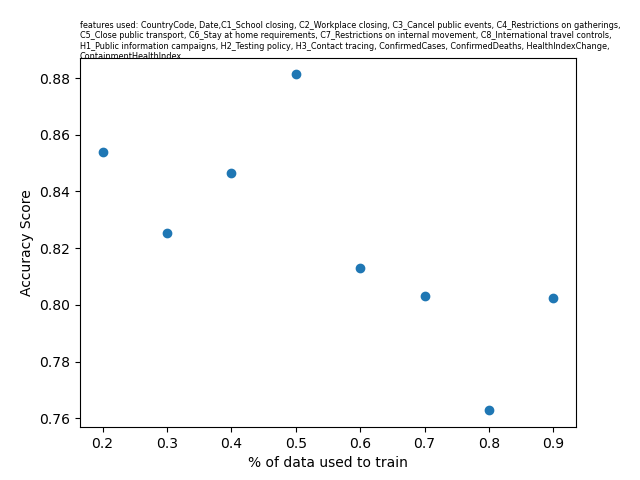 features used: CountryCode, Date,C1_School closing, C2_Workplace closing, C3_Cancel public events, C4_Restrictions on gatherings,
C5_Close public transport, C6_Stay at home requirements, C7_Restrictions on internal movement, C8_International travel controls,
H1_Public information campaigns, H2_Testing policy, H3_Contact tracing, ConfirmedCases, ConfirmedDeaths, HealthIndexChange,
ContainmentHealthIndex
0.88
0.86
0.84
0.82
0.80
0.78
0.76
Accuracy Score
0.2 0.3 0.4 0.5 0.6 0.7 0.8 0.9
% of data used to train